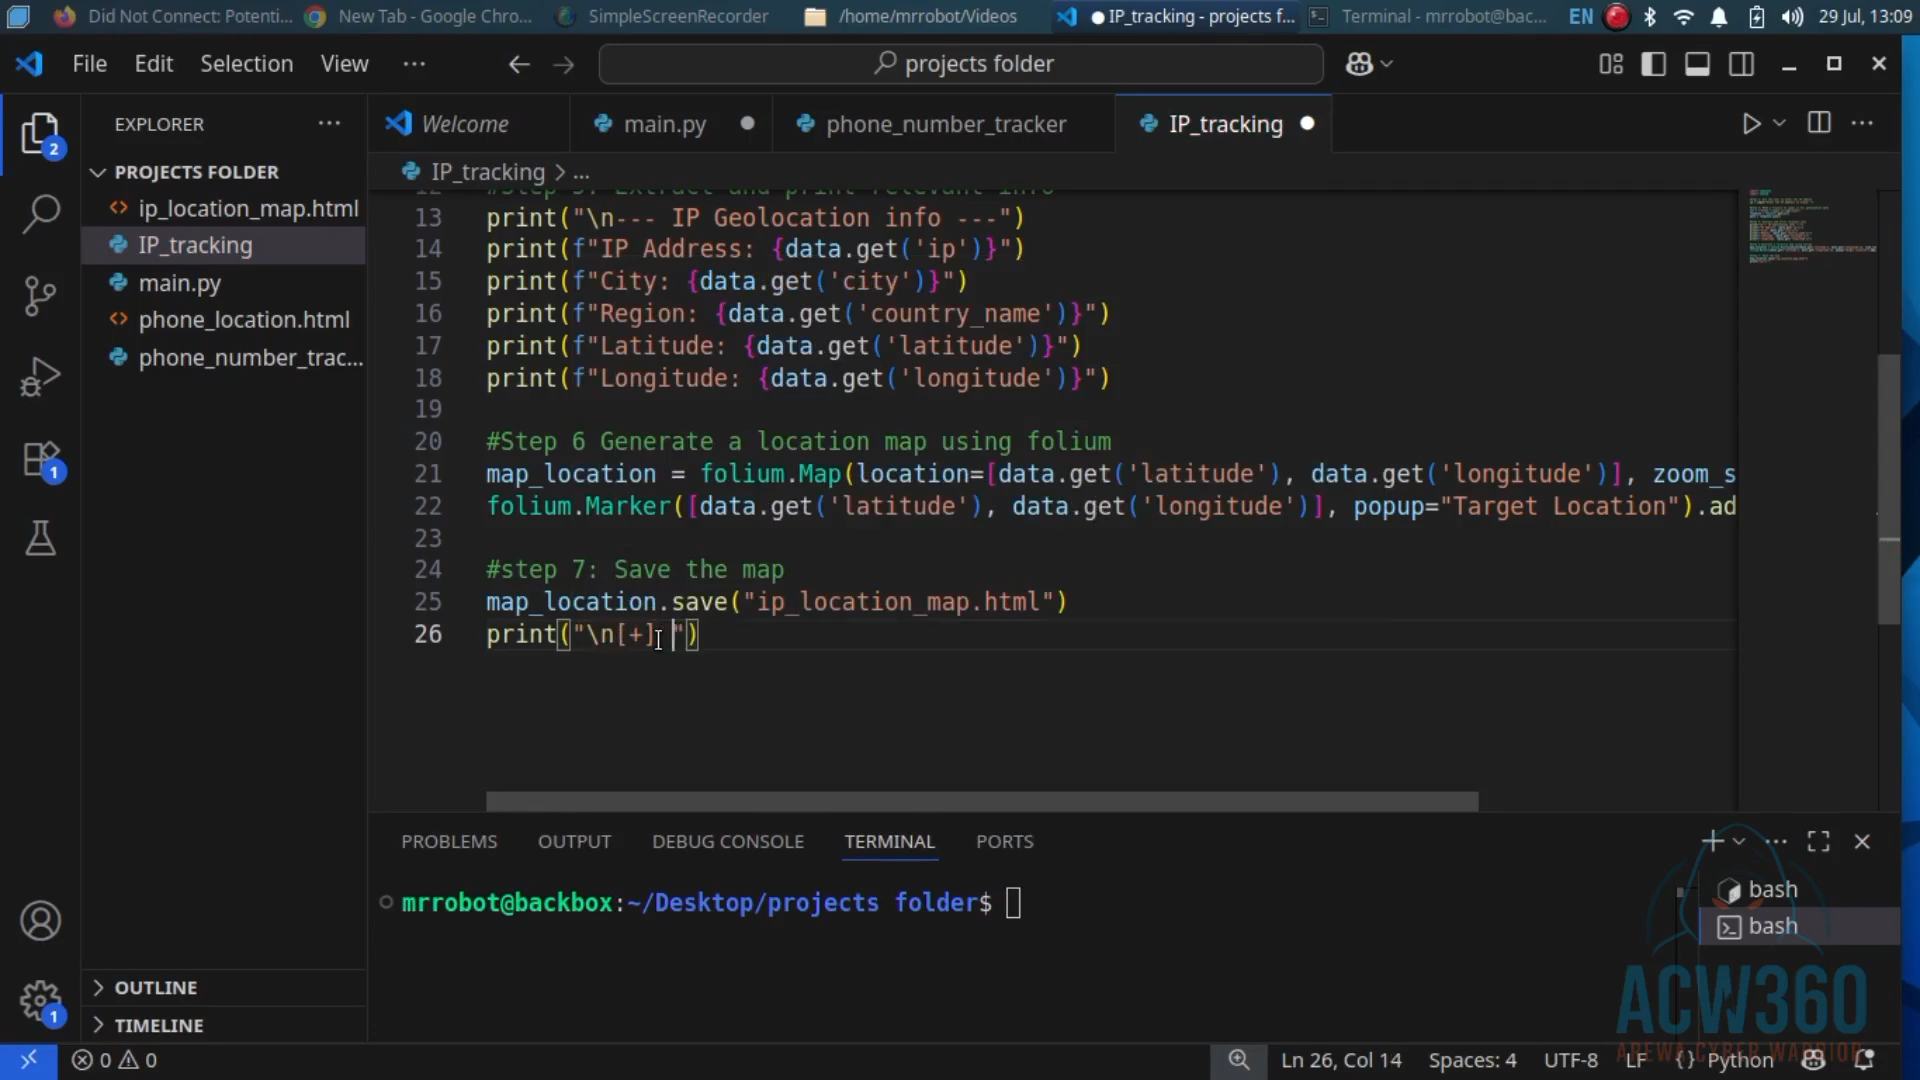 Did Not Connect: Potenti... New Tab - Google Chro... SimpleScreenRecorder /home/mrrobot/Videos IP_tracking - projects f... Terminal - mrrobot@bac... EN 29 Jul, 13:09
File Edit Selection View ··· projects folder
EXPLORER ··· Welcome main.py phone_number_tracker IP_tracking ···
2
PROJECTS FOLDER
IP_tracking > ...
ip_location_map.html
IP_tracking
main.py
phone_location.html
phone_number_trac...
13 print("\n--- IP Geolocation info ---")
14 print(f"IP Address: {data.get('ip')}")
15 print(f"City: {data.get('city')}")
16 print(f"Region: {data.get('country_name')}")
17 print(f"Latitude: {data.get('latitude')}")
18 print(f"Longitude: {data.get('longitude')}")
19
20 #Step 6 Generate a location map using folium
21 map_location = folium.Map(location=[data.get('latitude'), data.get('longitude')], zoom_s
22 folium.Marker([data.get('latitude'), data.get('longitude')], popup="Target Location").ad
23
24 #step 7: Save the map
25 map_location.save("ip_location_map.html")
26 print("\n[+] ")
1
PROBLEMS OUTPUT DEBUG CONSOLE TERMINAL PORTS
mrrobot@backbox:~/Desktop/projects folder$
bash
bash
OUTLINE
TIMELINE
1
ACW360
AREWA CYBER WARRIOR
0 0 Ln 26, Col 14 Spaces: 4 UTF-8 LF {} Python